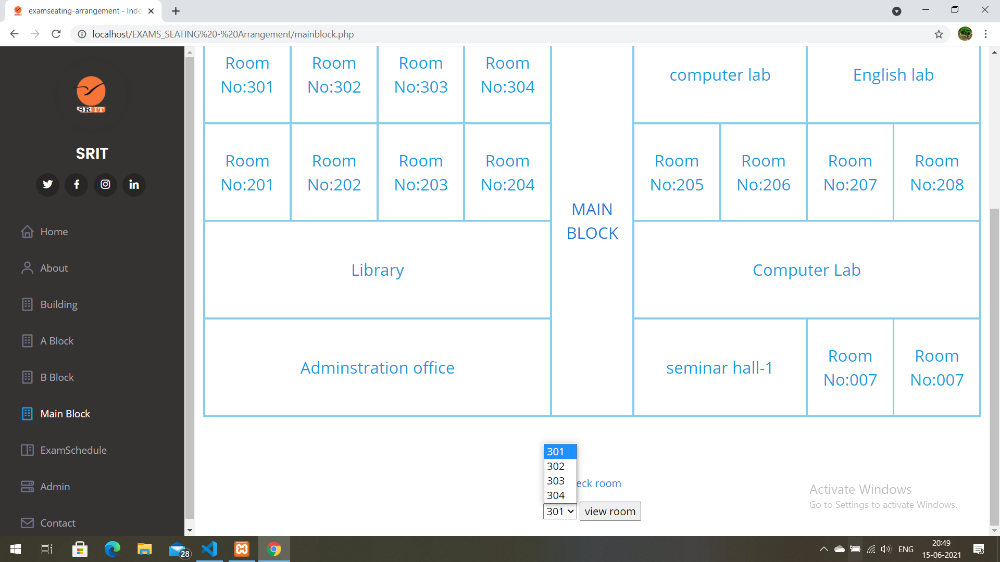 examseating-arrangement - Inde
localhost/EXAMS_SEATING%20-%20Arrangement/mainblock.php
SRIT
SRIT
Home
About
Building
A Block
B Block
Main Block
ExamSchedule
Admin
Contact
Room No:301
Room No:302
Room No:303
Room No:304
computer lab
English lab
Room No:201
Room No:202
Room No:203
Room No:204
MAIN BLOCK
Room No:205
Room No:206
Room No:207
Room No:208
Library
Computer Lab
Adminstration office
seminar hall-1
Room No:007
Room No:007
301
302
303
304
eck room
301
view room
Activate Windows
Go to Settings to activate Windows.
28
ENG
20:49
15-06-2021